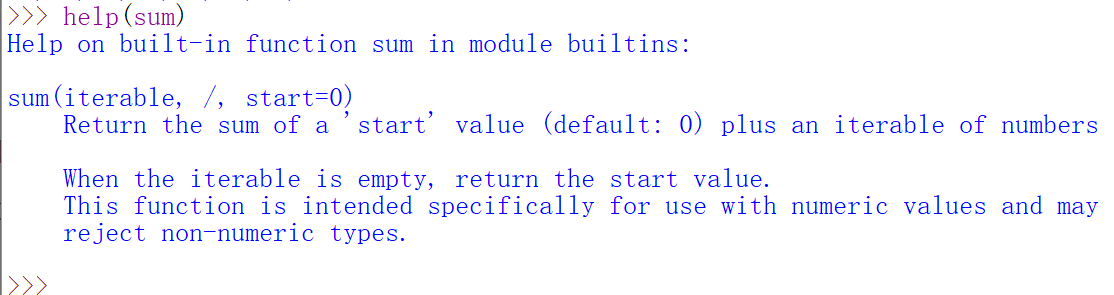 >>> help(sum)
Help on built-in function sum in module builtins:
sum(iterable, /, start=0)
Return the sum of a 'start' value (default: 0) plus an iterable of numbers
When the iterable is empty, return the start value.
This function is intended specifically for use with numeric values and may
reject non-numeric types.
>>>